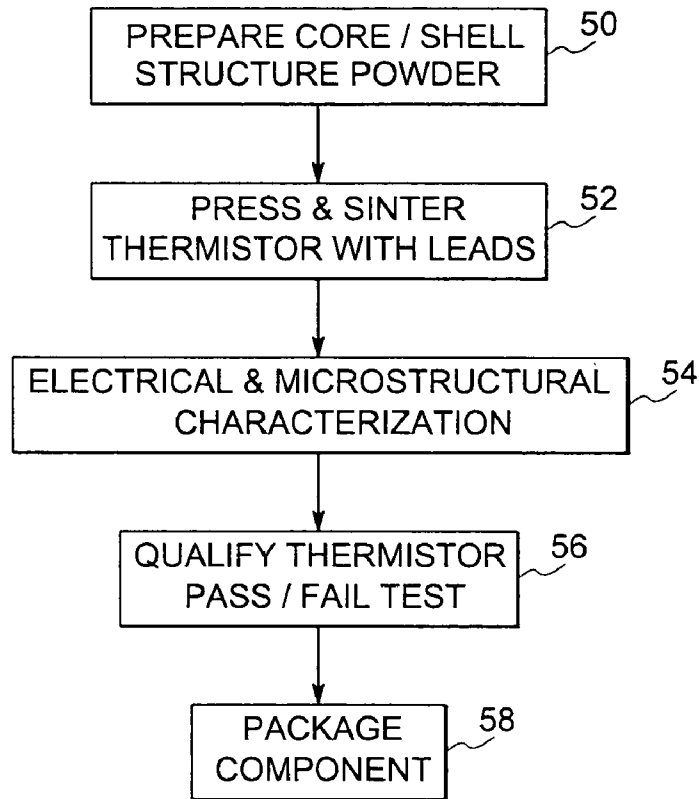 PREPARE CORE / SHELL
STRUCTURE POWDER
50
PRESS & SINTER
THERMISTOR WITH LEADS
52
ELECTRICAL & MICROSTRUCTURAL
CHARACTERIZATION
54
QUALIFY THERMISTOR
PASS / FAIL TEST
56
PACKAGE
COMPONENT
58